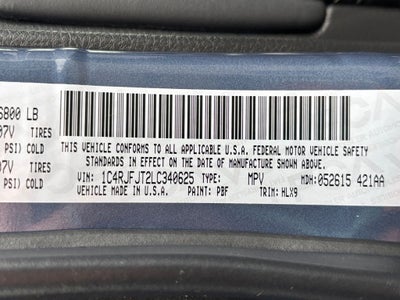 6800 LB
07V TIRES
PSI) COLD
07V TIRES
PSI) COLD
THIS VEHICLE CONFORMS TO ALL APPLICABLE U.S.A. FEDERAL MOTOR VEHICLE SAFETY
STANDARDS IN EFFECT ON THE DATE OF MANUFACTURE SHOWN ABOVE.
VIN: 1C4RJFJT2LC340625 TYPE: MPV MDH: 052615 421AA
VEHICLE MADE IN U.S.A. PAINT: PBF TRIM: HLX9